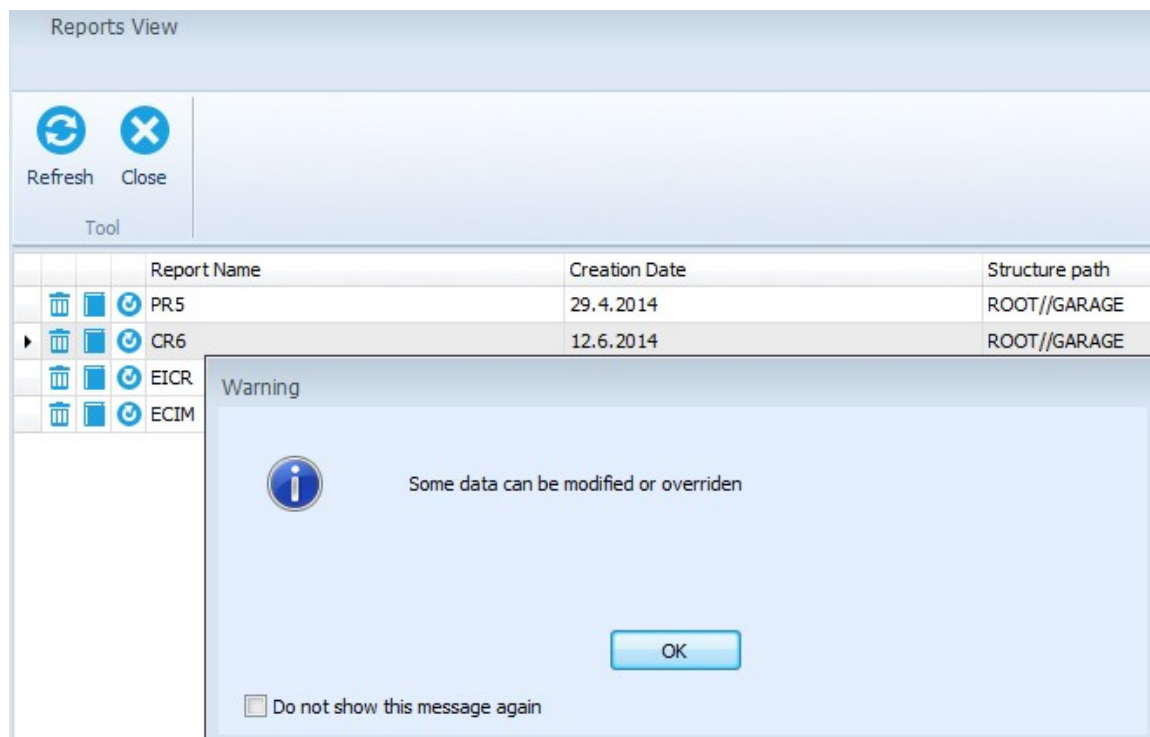 Reports View
Refresh Close
Tool
Report Name Creation Date Structure path
PR5 29.4.2014 ROOT//GARAGE
CR6 12.6.2014 ROOT//GARAGE
EICR
ECIM
Warning
Some data can be modified or overriden
OK
Do not show this message again